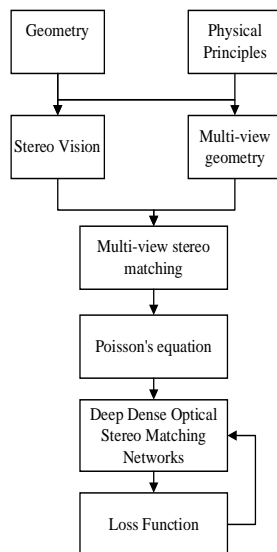 Geometry
Physical
Principles
Stereo Vision
Multi-view
geometry
Multi-view stereo
matching
Poisson's equation
Deep Dense Optical
Stereo Matching
Networks
Loss Function